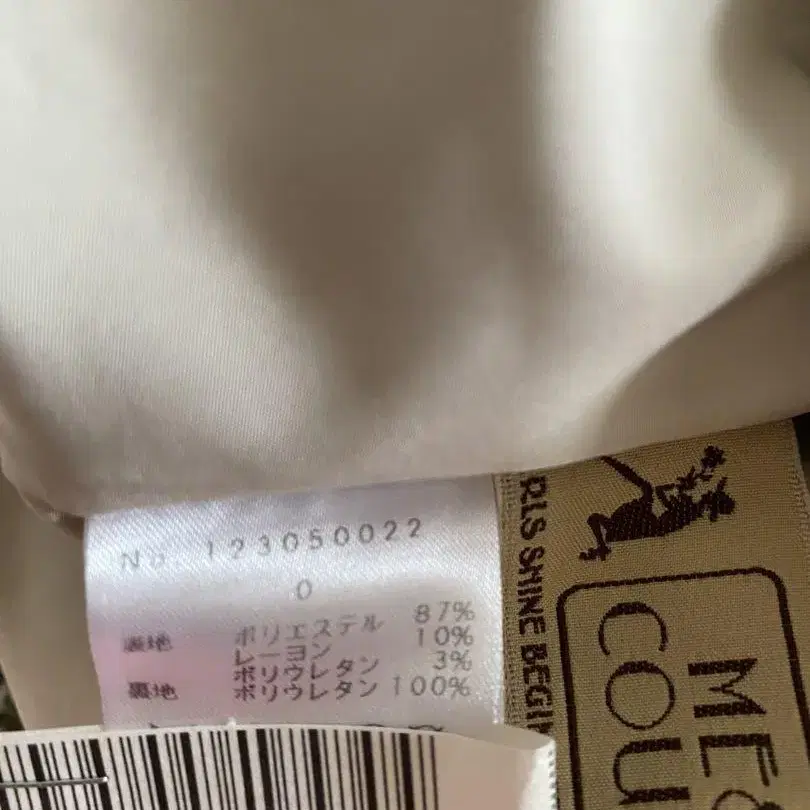 No. 123050022
0
表地 ポリエステル 87%
レーヨン 10%
ポリウレタン 3%
裏地 ポリウレタン 100%
RLS SHINE BEGIN
MES
COU